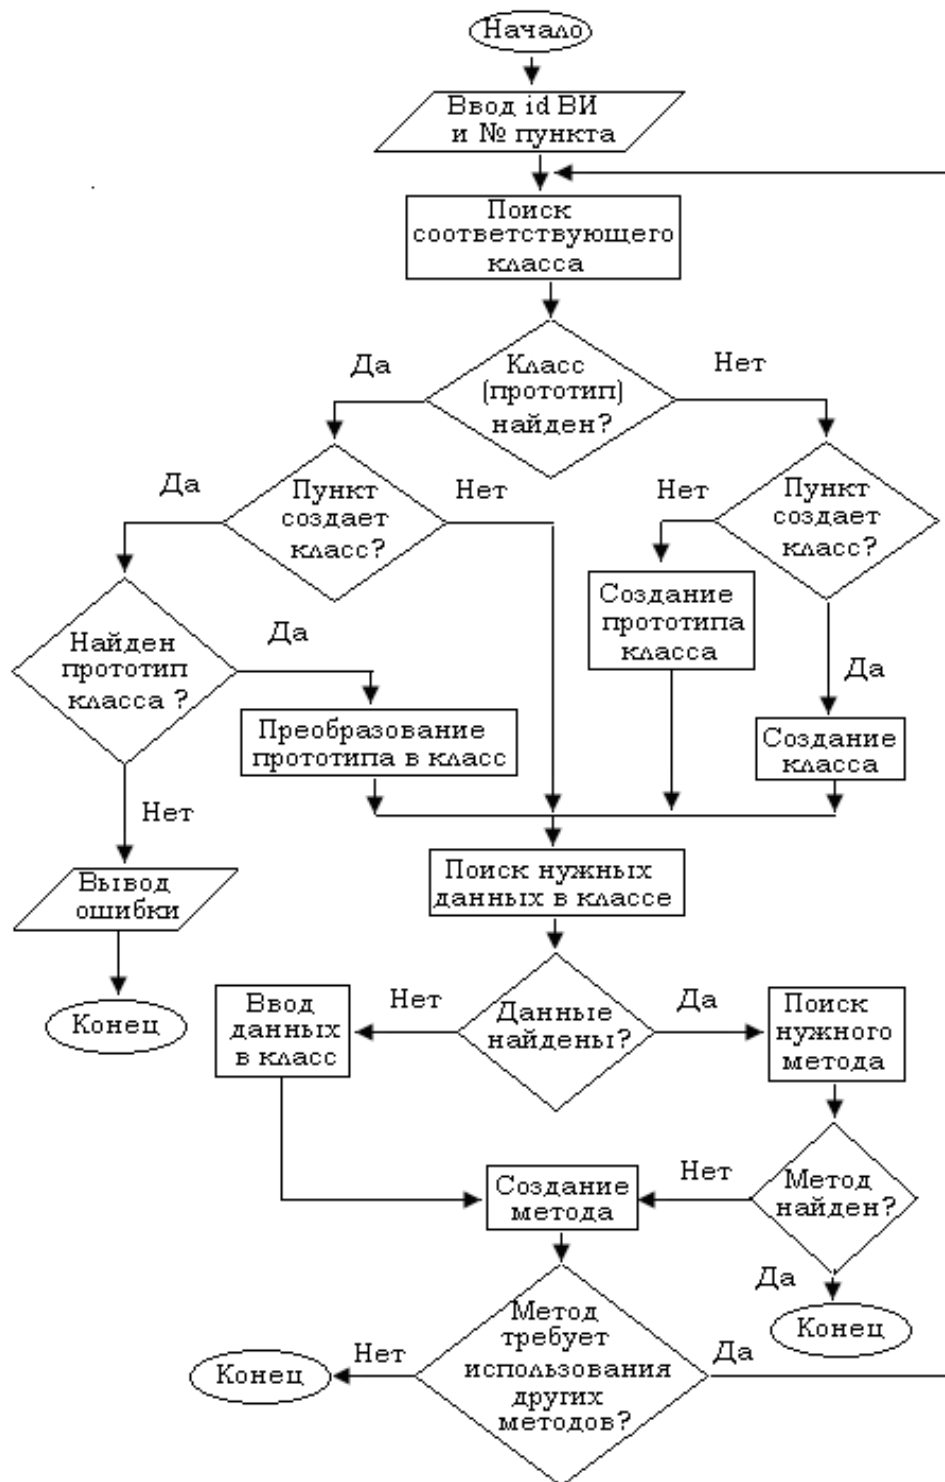 Начало
Ввод id ВИ
и № пункта
Поиск
соответствующего
класса
Класс
(прототип)
найден?
Да
Нет
Пункт
создает
класс?
Да
Нет
Пункт
создает
класс?
Нет
Да
Найден
прототип
класса ?
Да
Нет
Создание
прототипа
класса
Преобразование
прототипа в класс
Создание
класса
Вывод
ошибки
Конец
Поиск нужных
данных в классе
Данные
найдены?
Нет
Да
Ввод
данных
в класс
Поиск
нужного
метода
Метод
найден?
Нет
Да
Создание
метода
Конец
Метод
требует
использования
других
методов?
Нет
Да
Конец